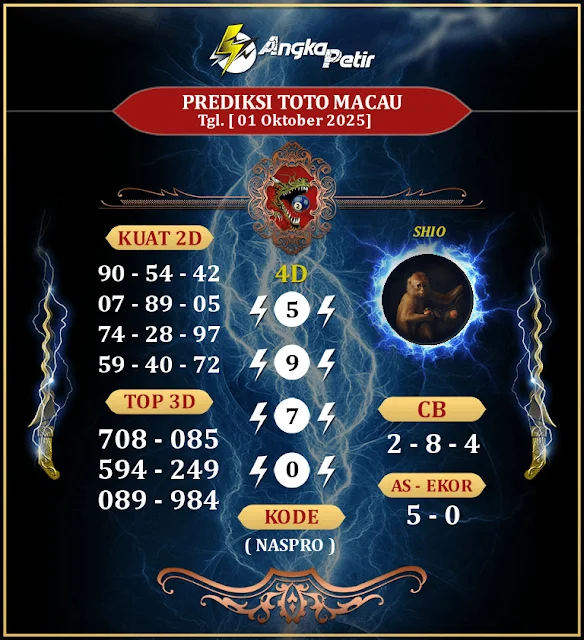 Angka Petir
PREDIKSI TOTO MACAU
Tgl. [ 01 Oktober 2025]
KUAT 2D
90 - 54 - 42
07 - 89 - 05
74 - 28 - 97
59 - 40 - 72
TOP 3D
708 - 085
594 - 249
089 - 984
4D
5
9
7
0
KODE
( NASPRO )
SHIO
CB
2 - 8 - 4
AS - EKOR
5 - 0